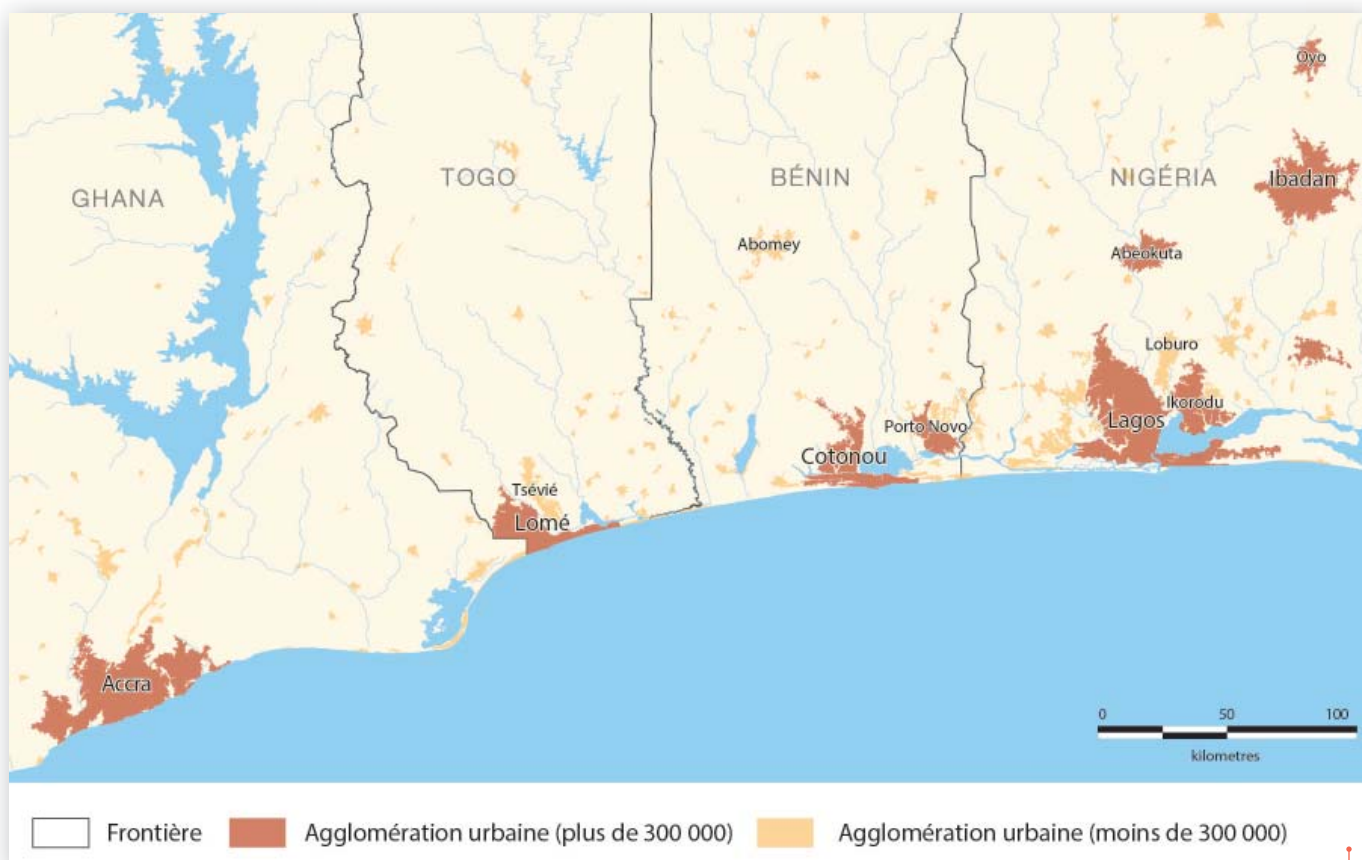 Oyo
GHANA
TOGO
BÉNIN
NIGÉRIA
Ibadan
Abomey
Abeokuta
Loburo
Ikorodu
Lagos
Porto Novo
Cotonou
Tsévié
Lomé
Accra
0 50 100
kilometres
Frontière Agglomération urbaine (plus de 300 000) Agglomération urbaine (moins de 300 000)